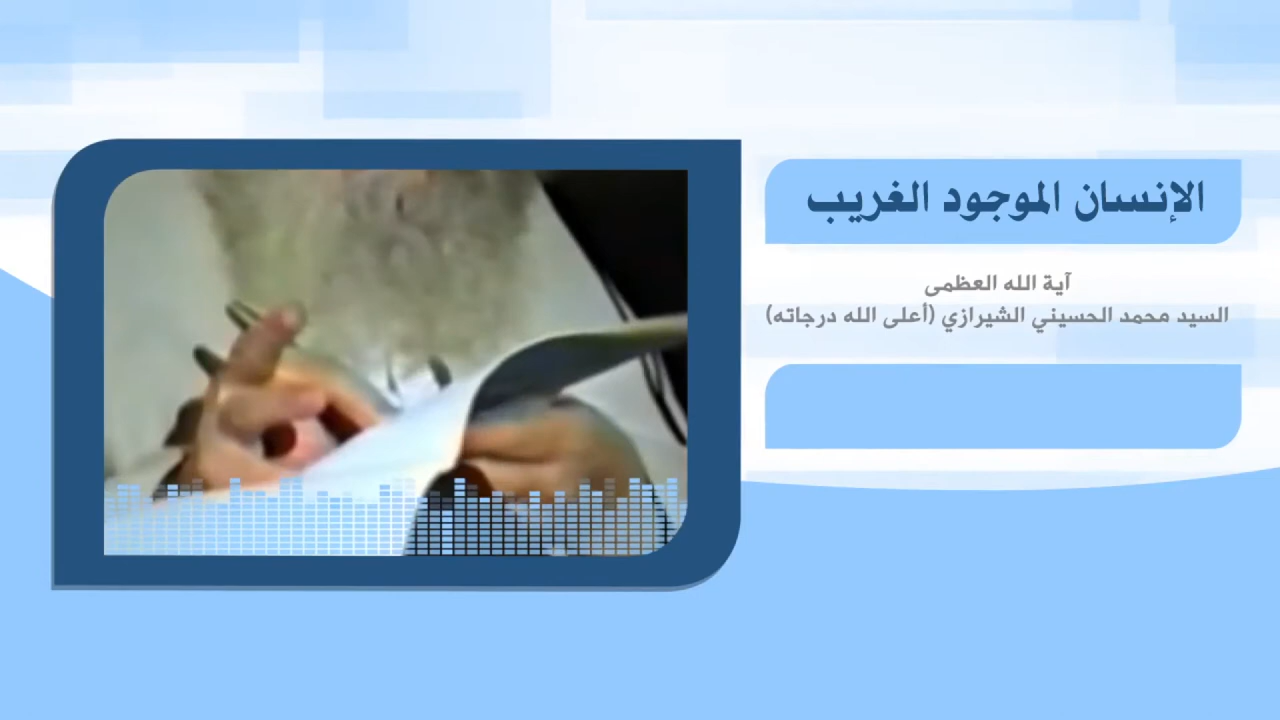 الإنسان الموجود الغريب
آية الله العظمى
السيد محمد الحسيني الشيرازي (أعلى الله درجاته)